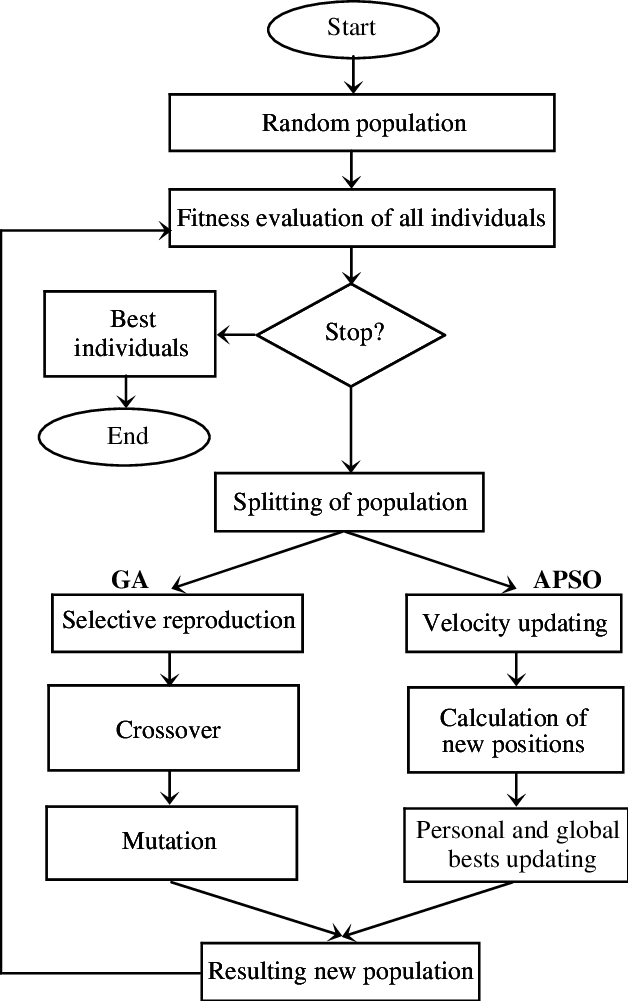 Start
Random population
Fitness evaluation of all individuals
Best
individuals
Stop?
End
Splitting of population
GA
APSO
Selective reproduction
Velocity updating
Crossover
Calculation of
new positions
Mutation
Personal and global
bests updating
Resulting new population